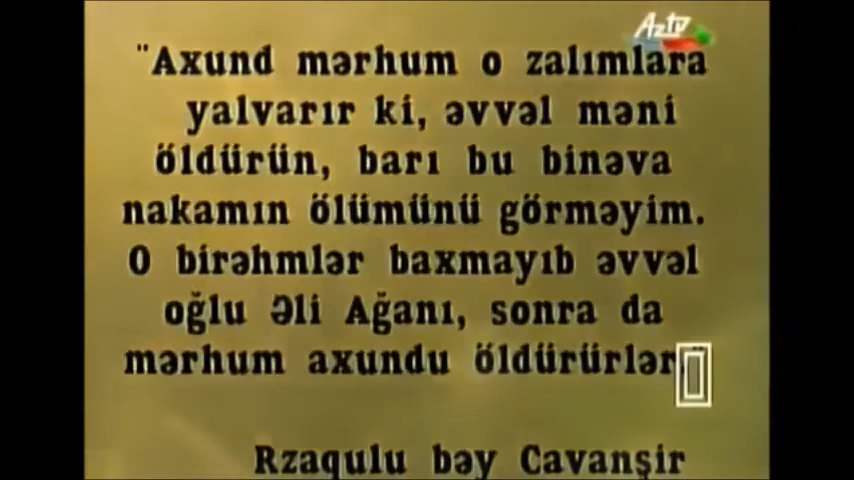 Aztv
"Axund mərhum o zalımlara
yalvarır ki, əvvəl məni
öldürün, barı bu binəva
nakamın ölümünü görməyim.
O birəhmlər baxmayıb əvvəl
oğlu Əli Ağanı, sonra da
mərhum axundu öldürürlər."
Rzaqulu bəy Cavanşir